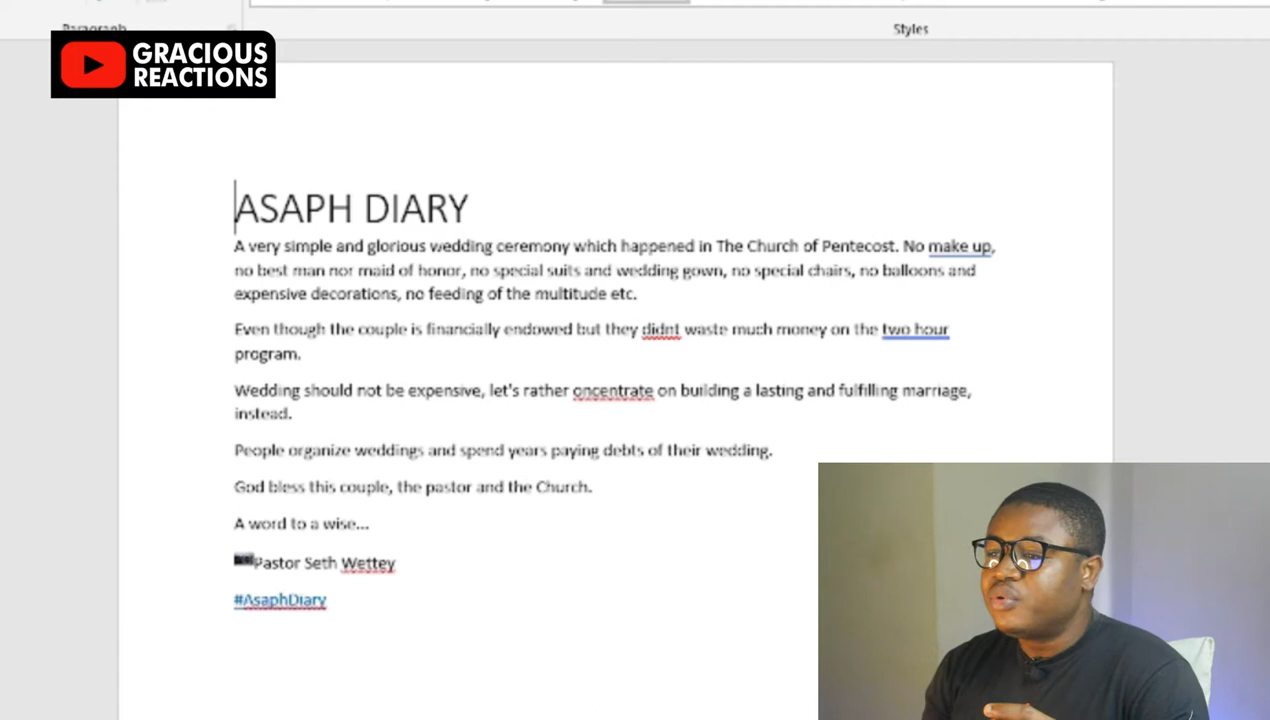 Paragraph
Styles
GRACIOUS
REACTIONS
ASAPH DIARY
A very simple and glorious wedding ceremony which happened in The Church of Pentecost. No make up,
no best man nor maid of honor, no special suits and wedding gown, no special chairs, no balloons and
expensive decorations, no feeding of the multitude etc.
Even though the couple is financially endowed but they didnt waste much money on the two hour
program.
Wedding should not be expensive, let's rather oncentrate on building a lasting and fulfilling marriage,
instead.
People organize weddings and spend years paying debts of their wedding.
God bless this couple, the pastor and the Church.
A word to a wise...
Pastor Seth Wettey
#AsaphDiary